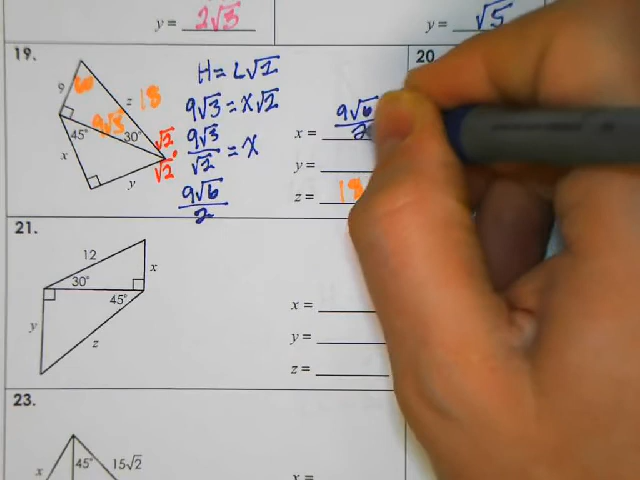 y = 2√3
y = √5
19.
20
9
60
z 18
9√3
45°
30°
x
y
√2
√2 ·
H = L√2
9√3 = x√2
9√3/√2 = x
9√6/2
x = 9√6/2
y =
z = 18
21.
12
30°
x
45°
y
z
x =
y =
z =
23.
x
45°
15√2
x =